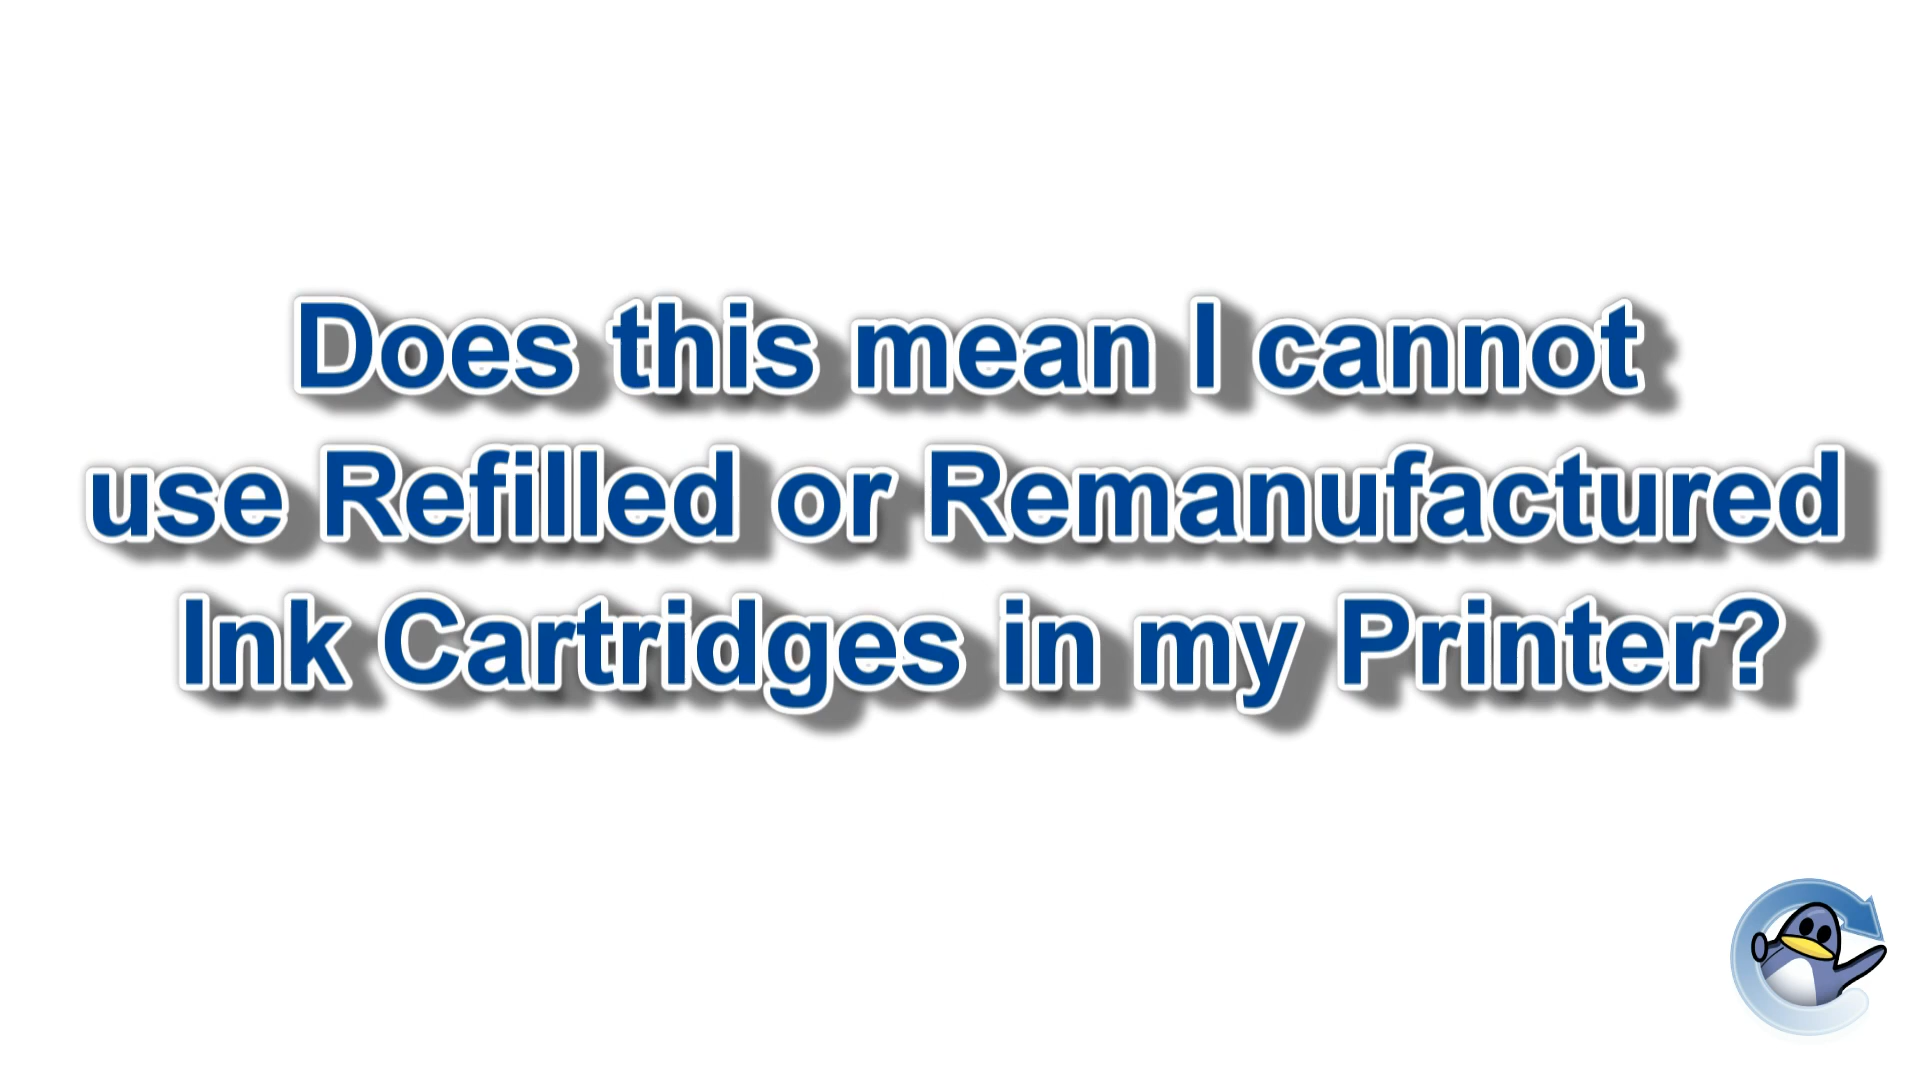 Does this mean I cannot
use Refilled or Remanufactured
Ink Cartridges in my Printer?